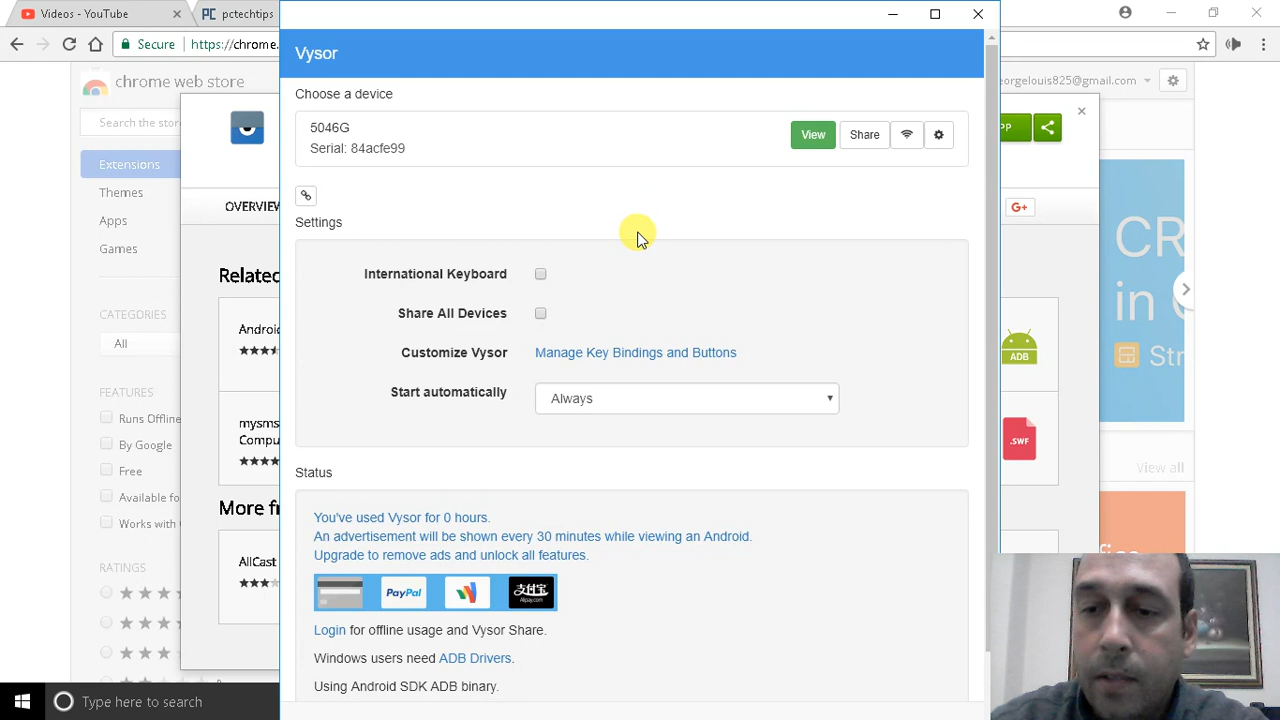 Videos - YouTube
pctechtips
Secure
https://chrome.
chrome web store
orgelouis825@gmail.com
Search the store
Extensions
Themes
Apps
Games
CATEGORIES
All
FEATURES
Runs Offline
By Google
Free
Available fo
Works with
RATINGS
OVERVIEW
Related
Android
mysms
Compu
More fr
AllCast
Vysor
Choose a device
5046G
Serial: 84acfe99
View
Share
Settings
International Keyboard
Share All Devices
Customize Vysor
Manage Key Bindings and Buttons
Start automatically
Always
Status
You've used Vysor for 0 hours.
An advertisement will be shown every 30 minutes while viewing an Android.
Upgrade to remove ads and unlock all features.
PayPal
支付宝
Alipay.com
Login for offline usage and Vysor Share.
Windows users need ADB Drivers.
Using Android SDK ADB binary.
PP
G+
CR
in C
ADB
Str
.SWF
View all
Type here to search